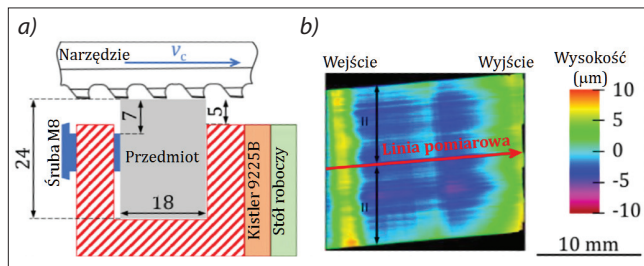 a)
Narzędzie
vc
24
7
5
Śruba M8
Przedmiot
18
Kistler 9225B
Stół roboczy
b)
Wejście
Wyjście
Linia pomiarowa
=
=
Wysokość
(μm)
10
5
0
-5
-10
10 mm